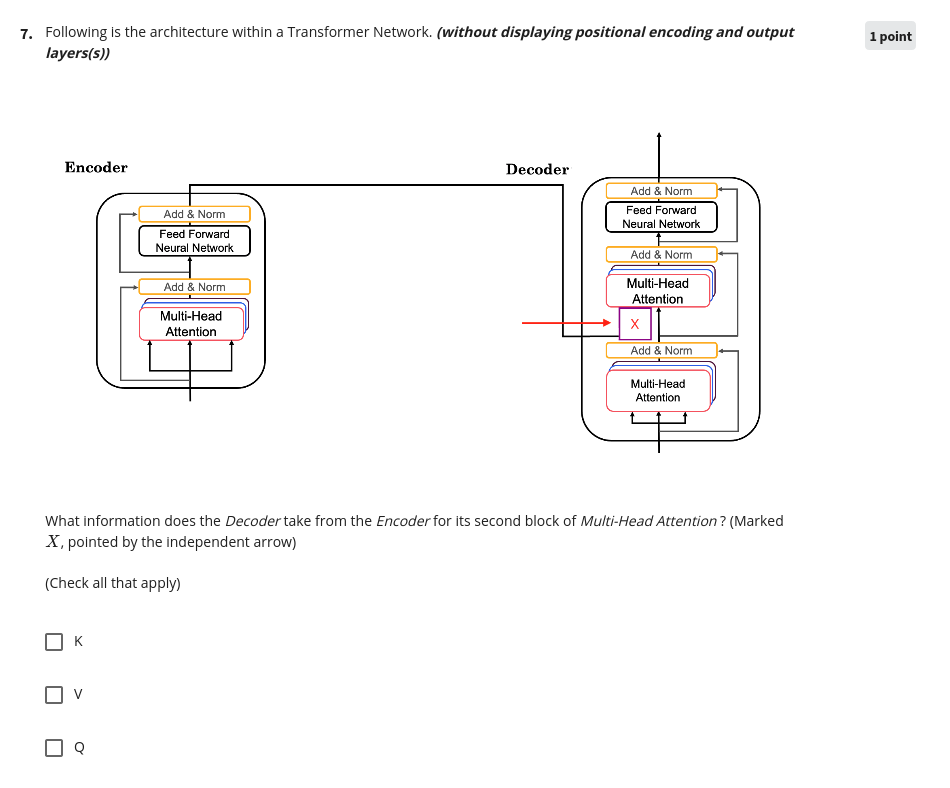 7. Following is the architecture within a Transformer Network. (without displaying positional encoding and output
layers(s))
1 point
Encoder
Add & Norm
Feed Forward
Neural Network
Add & Norm
Multi-Head
Attention
Decoder
Add & Norm
Feed Forward
Neural Network
Add & Norm
Multi-Head
Attention
X
Add & Norm
Multi-Head
Attention
What information does the Decoder take from the Encoder for its second block of Multi-Head Attention ? (Marked
X, pointed by the independent arrow)
(Check all that apply)
K
V
Q